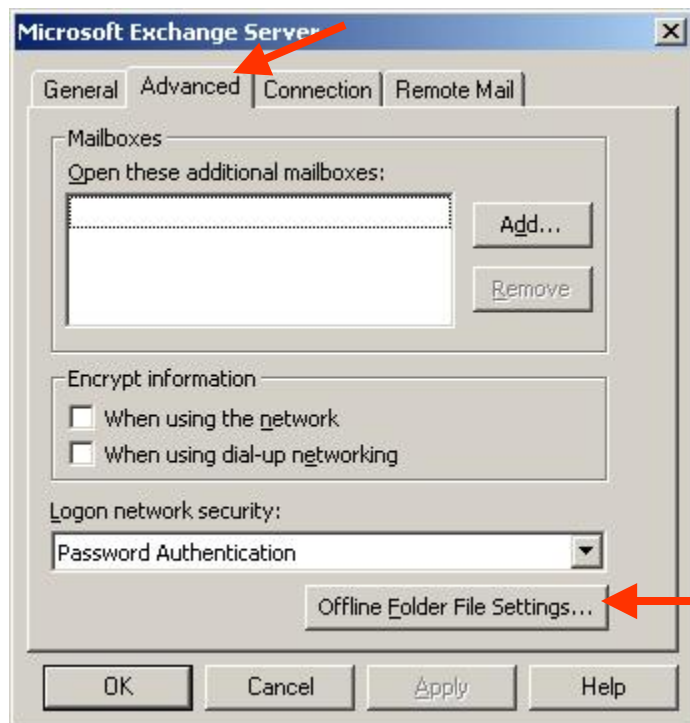 Microsoft Exchange Server
General Advanced Connection Remote Mail
Mailboxes
Open these additional mailboxes:
Add...
Remove
Encrypt information
When using the network
When using dial-up networking
Logon network security:
Password Authentication
Offline Folder File Settings...
OK Cancel Apply Help